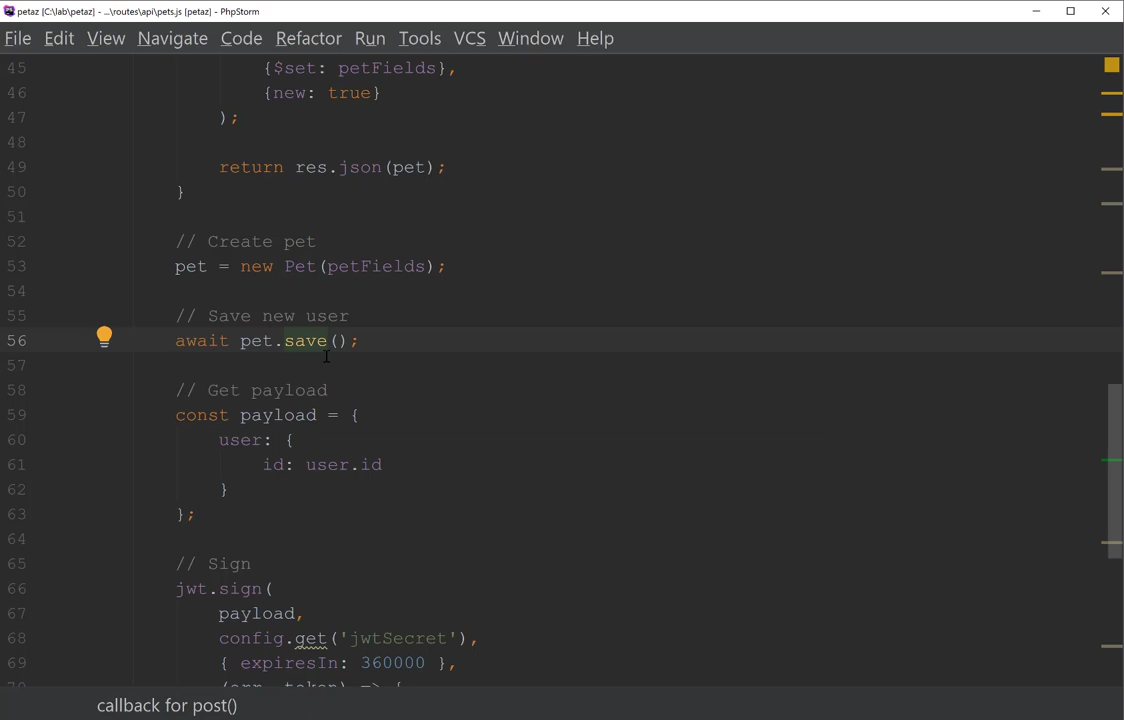 petaz [C:\lab\petaz] - ...\routes\api\pets.js [petaz] - PhpStorm
File Edit View Navigate Code Refactor Run Tools VCS Window Help
45 {$set: petFields},
46 {new: true}
47 );
48
49 return res.json(pet);
50 }
51
52 // Create pet
53 pet = new Pet(petFields);
54
55 // Save new user
56 await pet.save();
57
58 // Get payload
59 const payload = {
60 user: {
61 id: user.id
62 }
63 };
64
65 // Sign
66 jwt.sign(
67 payload,
68 config.get('jwtSecret'),
69 { expiresIn: 360000 },
70 (err, token) => {
callback for post()